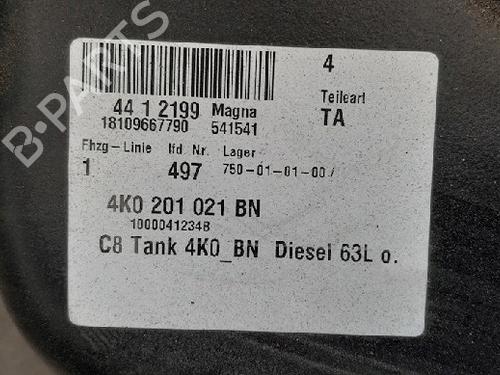 4
44 1 2199 Magna Teileart
18109667790 541541 TA
Fhzg-Linie lfd. Nr. Lager
1 497 750-01-01-00/
4K0 201 021 BN
10000412348
C8 Tank 4K0_BN Diesel 63L o.
B-PARTS